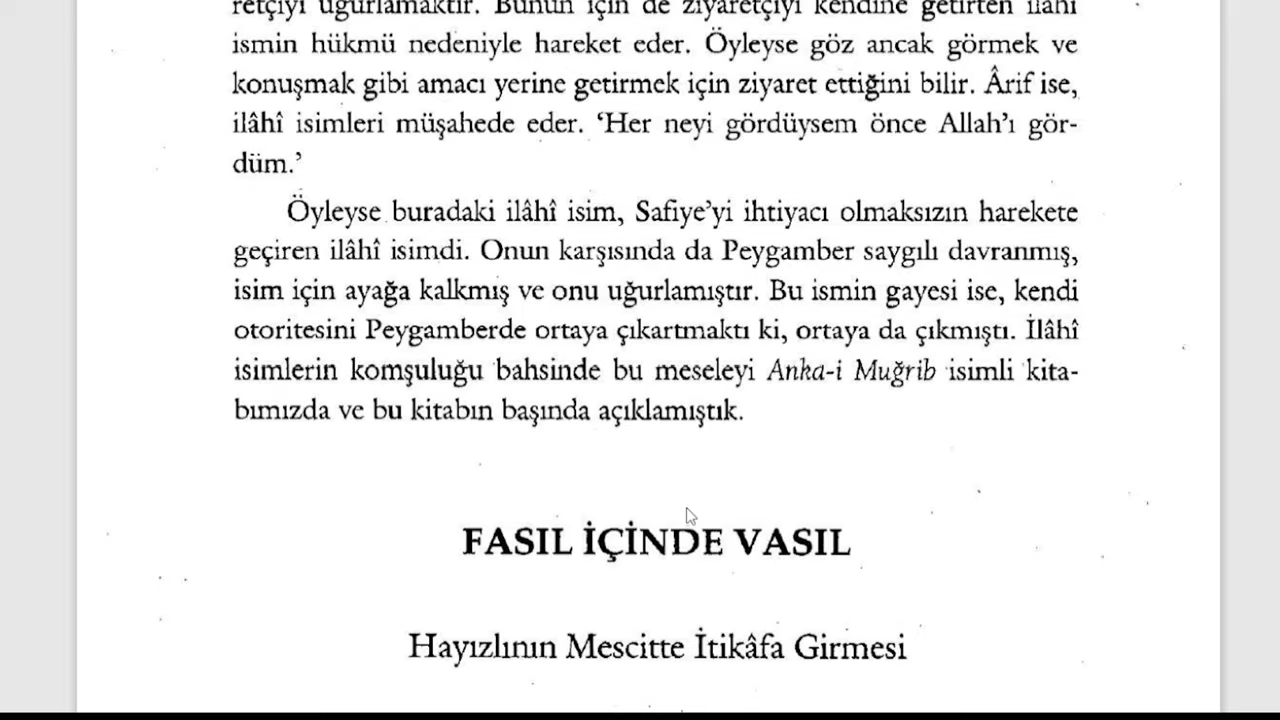 retçiyi uğurlamaktır. Bunun için de ziyaretçiyi kendine getirten ilâhî
ismin hükmü nedeniyle hareket eder. Öyleyse göz ancak görmek ve
konuşmak gibi amacı yerine getirmek için ziyaret ettiğini bilir. Ârif ise,
ilâhî isimleri müşahede eder. ‘Her neyi gördüysem önce Allah’ı gör-
düm.’
Öyleyse buradaki ilâhî isim, Safiye’yi ihtiyacı olmaksızın harekete
geçiren ilâhî isimdi. Onun karşısında da Peygamber saygılı davranmış,
isim için ayağa kalkmış ve onu uğurlamıştır. Bu ismin gayesi ise, kendi
otoritesini Peygamberde ortaya çıkartmaktı ki, ortaya da çıkmıştı. İlâhî
isimlerin komşuluğu bahsinde bu meseleyi Anka-i Muğrib isimli kita-
bımızda ve bu kitabın başında açıklamıştık.
FASIL İÇİNDE VASIL
Hayızlının Mescitte İtikâfa Girmesi